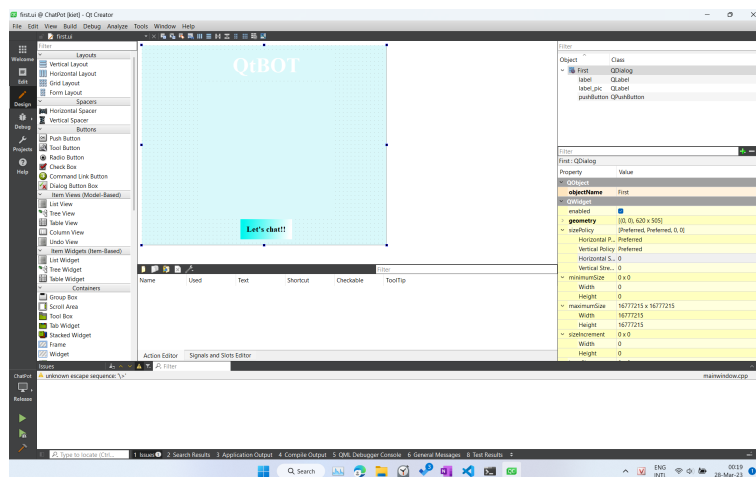 first.ui @ ChatPot [kiet] - Qt Creator
File Edit View Build Debug Analyze Tools Window Help
first.ui
Welcome
Edit
Design
Debug
Projects
Help
ChatPot
Release
Filter
Layouts
Vertical Layout
Horizontal Layout
Grid Layout
Form Layout
Spacers
Horizontal Spacer
Vertical Spacer
Buttons
Push Button
Tool Button
Radio Button
Check Box
Command Link Button
Dialog Button Box
Item Views (Model-Based)
List View
Tree View
Table View
Column View
Undo View
Item Widgets (Item-Based)
List Widget
Tree Widget
Table Widget
Containers
Group Box
Scroll Area
Tool Box
Tab Widget
Stacked Widget
Frame
Widget
QtBOT
Let's chat!!
Filter
Name Used Text Shortcut Checkable ToolTip
Action Editor Signals and Slots Editor
Filter
Object Class
First QDialog
label QLabel
label_pic QLabel
pushButton QPushButton
Filter
First : QDialog
Property Value
QObject
objectName First
QWidget
enabled
geometry [(0, 0), 620 x 505]
sizePolicy [Preferred, Preferred, 0, 0]
Horizontal P... Preferred
Vertical Policy Preferred
Horizontal S... 0
Vertical Stre... 0
minimumSize 0 x 0
Width 0
Height 0
maximumSize 16777215 x 16777215
Width 16777215
Height 16777215
sizeIncrement 0 x 0
Width 0
Height 0
Issues Filter
unknown escape sequence: '\>' mainwindow.cpp
Type to locate (Ctrl... 1 Issues 1 2 Search Results 3 Application Output 4 Compile Output 5 QML Debugger Console 6 General Messages 8 Test Results
Search
ENG
INTL
00:19
28-Mar-23